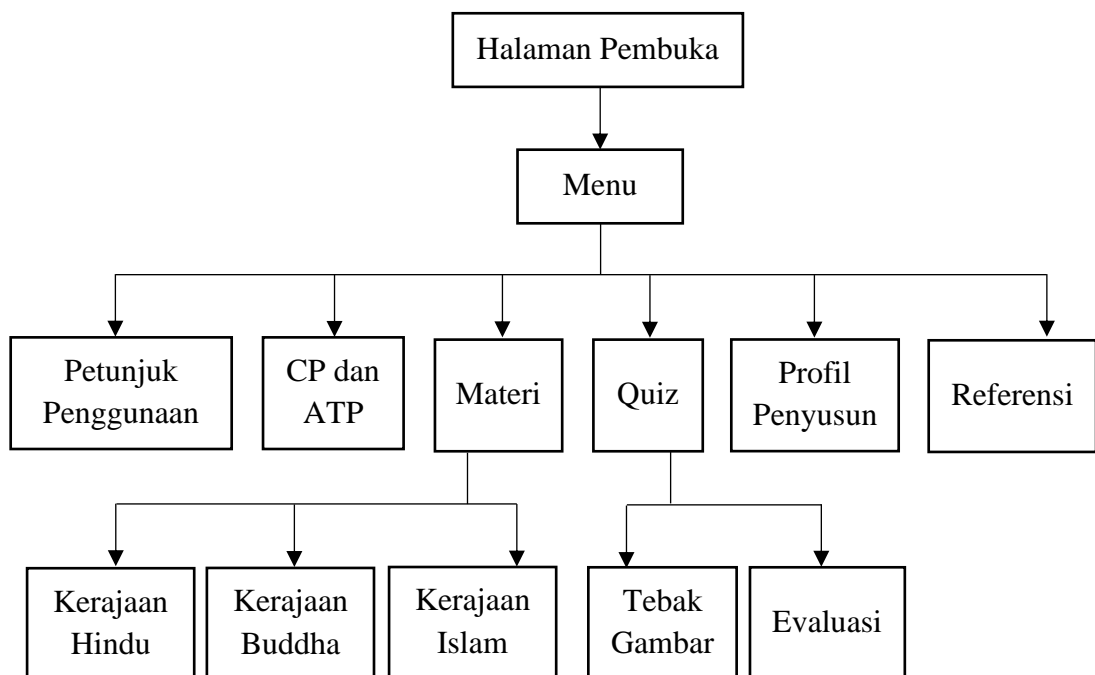 Halaman Pembuka
Menu
Petunjuk
Penggunaan
CP dan
ATP
Materi
Quiz
Profil
Penyusun
Referensi
Kerajaan
Hindu
Kerajaan
Buddha
Kerajaan
Islam
Tebak
Gambar
Evaluasi